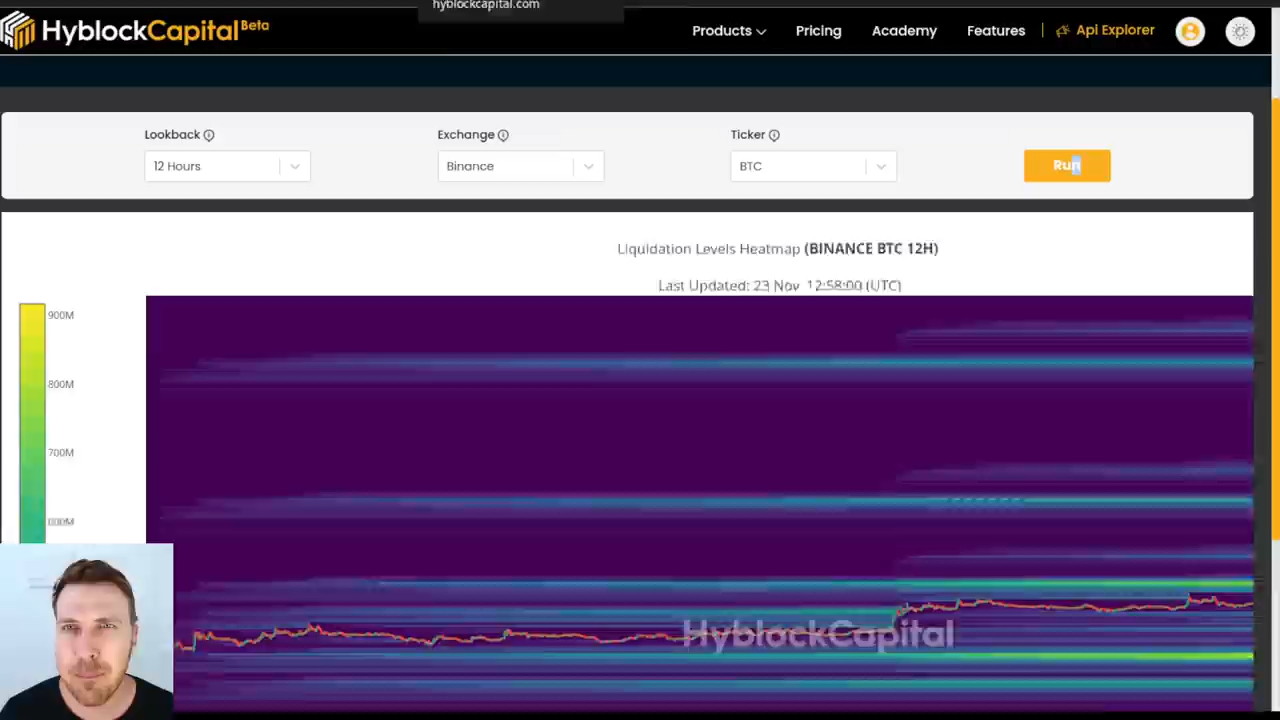 hyblockcapital.com
HyblockCapital Beta
Products
Pricing
Academy
Features
Api Explorer
Lookback
Exchange
Ticker
12 Hours
Binance
BTC
Run
Liquidation Levels Heatmap (BINANCE BTC 12H)
Last Updated: 23 Nov 12:58:00 (UTC)
900M
800M
700M
HyblockCapital